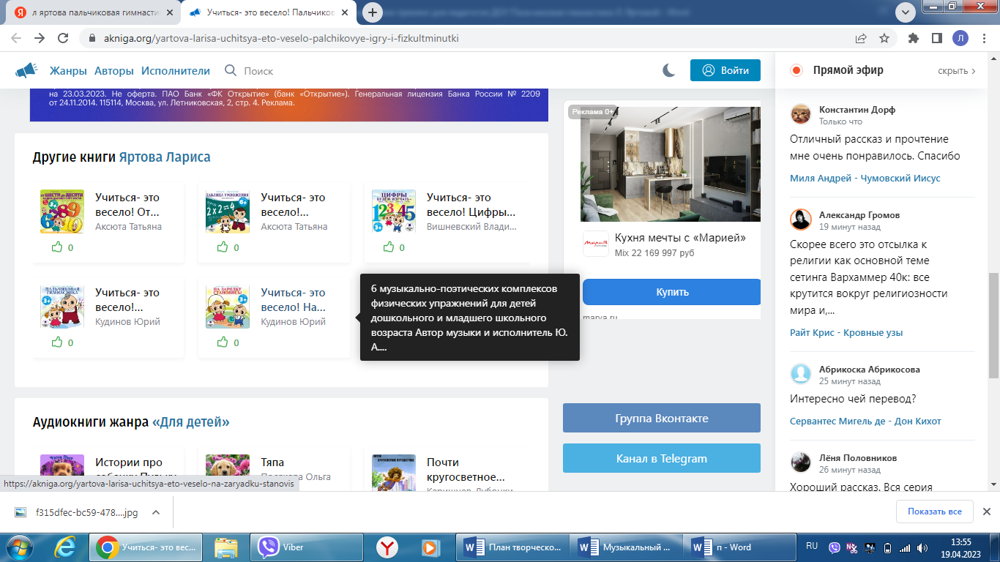 л яртова пальчиковая гимнасти
Учиться- это весело! Пальчиков
akniga.org/yartova-larisa-uchitsya-eto-veselo-palchikovye-igry-i-fizkultminutki
Л
Жанры Авторы Исполнители Поиск
Войти
на 23.03.2023. Не оферта. ПАО Банк «ФК Открытие» (банк «Открытие»). Генеральная лицензия Банка России № 2209
от 24.11.2014. 115114, Москва, ул. Летниковская, 2, стр. 4. Реклама.
Другие книги Яртова Лариса
Учиться- это
весело! От...
Аксюта Татьяна
0
Учиться- это
весело!...
Аксюта Татьяна
0
Учиться- это
весело! Цифры...
Вишневский Влади...
0
Учиться- это
весело!...
Кудинов Юрий
0
Учиться- это
весело! На...
Кудинов Юрий
0
6 музыкально-поэтических комплексов
физических упражнений для детей
дошкольного и младшего школьного
возраста Автор музыки и исполнитель Ю.
А....
Аудиокниги жанра «Для детей»
Истории про
Тяпа
Почти
кругосветное...
Реклама 0+
Кухня мечты с «Марией»
Mix 22 169 997 руб
Купить
marya.ru
Группа Вконтакте
Канал в Telegram
Прямой эфир
скрыть
Константин Дорф
Только что
Отличный рассказ и прочтение
мне очень понравилось. Спасибо
Миля Андрей - Чумовский Иисус
Александр Громов
19 минут назад
Скорее всего это отсылка к
религии как основной теме
сетинга Вархаммер 40к: все
крутится вокруг религиозности
мира и,...
Райт Крис - Кровные узы
Абрикоска Абрикосова
25 минут назад
Интересно чей перевод?
Сервантес Мигель де - Дон Кихот
Лёня Половников
26 минут назад
Хороший рассказ. Вся серия
https://akniga.org/yartova-larisa-uchitsya-eto-veselo-na-zaryadku-stanovis
f315dfec-bc59-478....jpg
Показать все
Учиться- это вес...
Viber
План творческо...
Музыкальный ...
п - Word
RU
13:55
19.04.2023